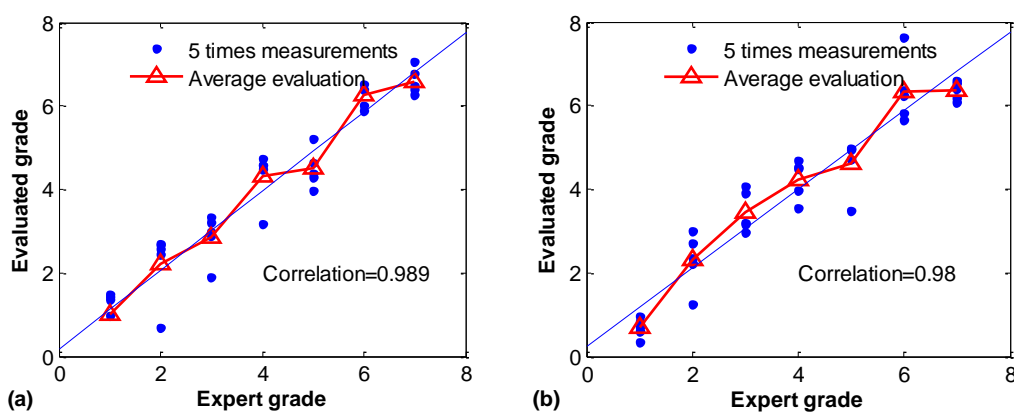 8
6
4
2
0
Evaluated grade
5 times measurements
Average evaluation
Correlation=0.989
0 2 4 6 8
Expert grade
(a)
8
6
4
2
0
Evaluated grade
5 times measurements
Average evaluation
Correlation=0.98
0 2 4 6 8
Expert grade
(b)